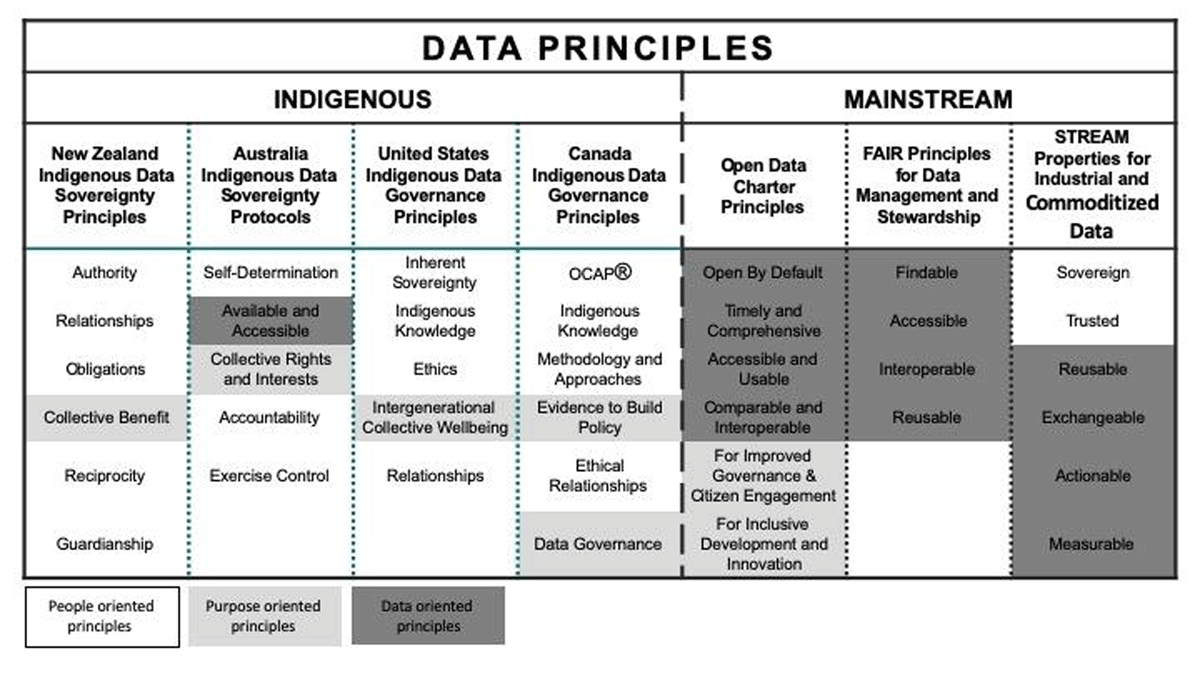 DATA PRINCIPLES
INDIGENOUS
MAINSTREAM
New Zealand
Indigenous Data
Sovereignty
Principles
Australia
Indigenous Data
Sovereignty
Protocols
United States
Indigenous Data
Governance
Principles
Canada
Indigenous Data
Governance
Principles
Open Data
Charter
Principles
FAIR Principles
for Data
Management and
Stewardship
STREAM
Properties for
Industrial and
Commoditized
Data
Authority
Self-Determination
Inherent
Sovereignty
OCAP®
Open By Default
Findable
Sovereign
Relationships
Available and
Accessible
Indigenous
Knowledge
Indigenous
Knowledge
Timely and
Comprehensive
Accessible
Trusted
Obligations
Collective Rights
and Interests
Ethics
Methodology and
Approaches
Accessible and
Usable
Interoperable
Reusable
Collective Benefit
Accountability
Intergenerational
Collective Wellbeing
Evidence to Build
Policy
Comparable and
Interoperable
Reusable
Exchangeable
Reciprocity
Exercise Control
Relationships
Ethical
Relationships
For Improved
Governance &
Citizen Engagement
Actionable
Guardianship
Data Governance
For Inclusive
Development and
Innovation
Measurable
People oriented
principles
Purpose oriented
principles
Data oriented
principles